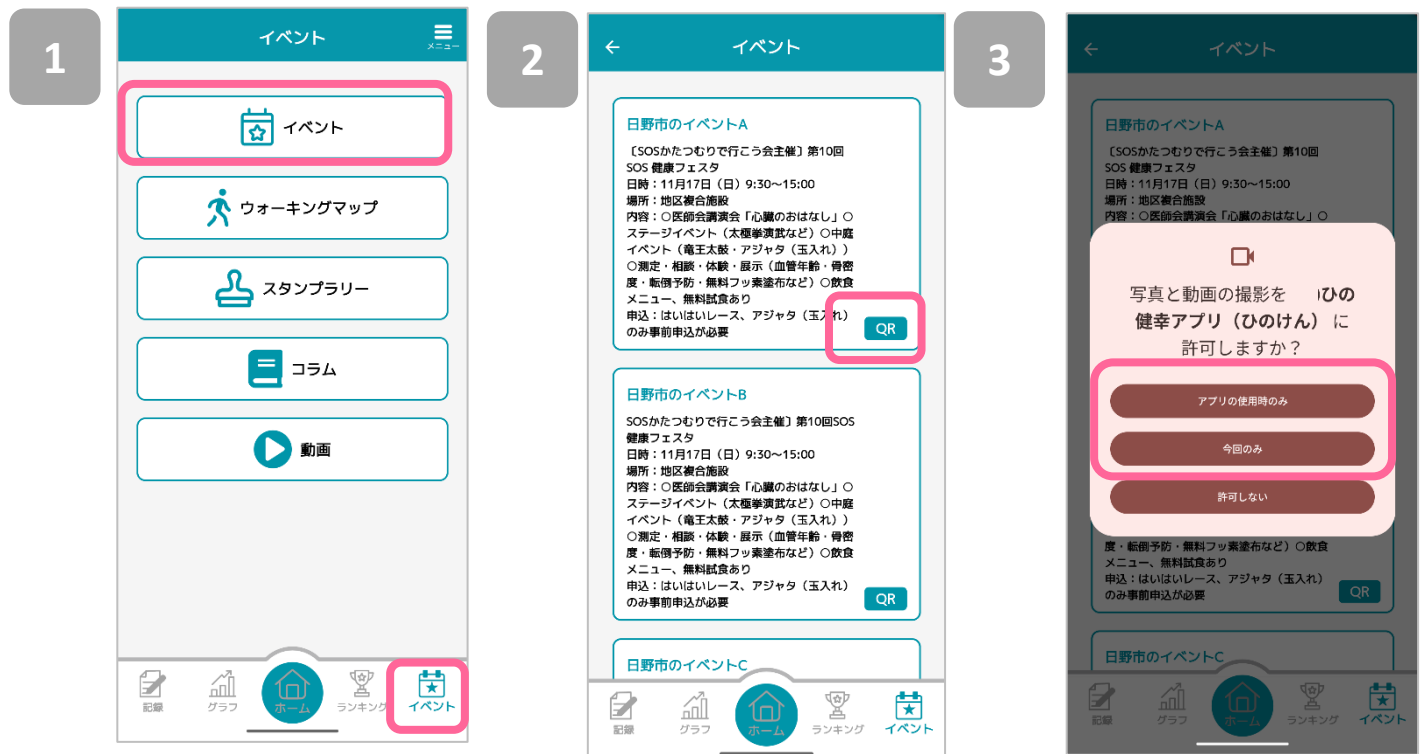 1
イベント
メニュー
イベント
ウォーキングマップ
スタンプラリー
コラム
動画
記録
グラフ
ホーム
ランキング
イベント
2
イベント
日野市のイベントA
〔SOSかたつむりで行こう会主催〕第10回
SOS 健康フェスタ
日時：11月17日（日）9:30～15:00
場所：地区複合施設
内容：○医師会講演会「心臓のおはなし」○
ステージイベント（太極拳演武など）○中庭
イベント（竜王太鼓・アジャタ（玉入れ））
○測定・相談・体験・展示（血管年齢・骨密
度・転倒予防・無料フッ素塗布など）○飲食
メニュー、無料試食あり
申込：はいはいレース、アジャタ（玉入れ）
のみ事前申込が必要
QR
日野市のイベントB
SOSかたつむりで行こう会主催〕第10回SOS
健康フェスタ
日時：11月17日（日）9:30～15:00
場所：地区複合施設
内容：○医師会講演会「心臓のおはなし」○
ステージイベント（太極拳演武など）○中庭
イベント（竜王太鼓・アジャタ（玉入れ））
○測定・相談・体験・展示（血管年齢・骨密
度・転倒予防・無料フッ素塗布など）○飲食
メニュー、無料試食あり
申込：はいはいレース、アジャタ（玉入れ）
のみ事前申込が必要
QR
日野市のイベントC
記録
グラフ
ホーム
ランキング
イベント
3
イベント
日野市のイベントA
〔SOSかたつむりで行こう会主催〕第10回
SOS 健康フェスタ
日時：11月17日（日）9:30～15:00
場所：地区複合施設
内容：○医師会講演会「心臓のおはなし」○
写真と動画の撮影を ひの
健幸アプリ（ひのけん）に
許可しますか？
アプリの使用時のみ
今回のみ
許可しない
度・転倒予防・無料フッ素塗布など）○飲食
メニュー、無料試食あり
申込：はいはいレース、アジャタ（玉入れ）
のみ事前申込が必要
QR
日野市のイベントC
記録
グラフ
ホーム
ランキング
イベント